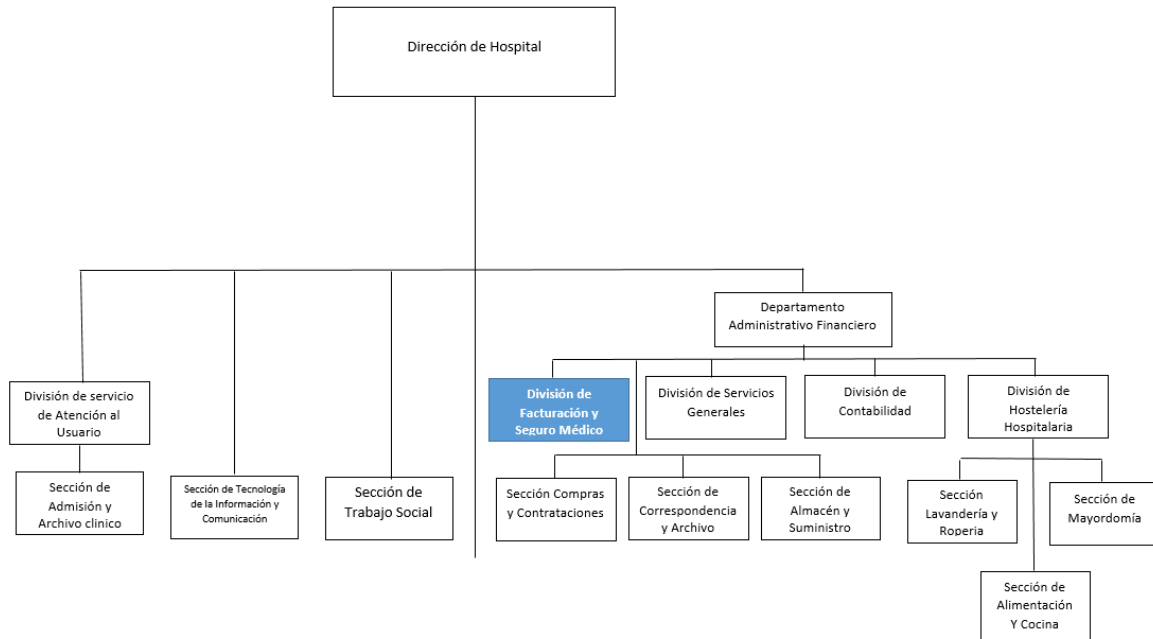 Dirección de Hospital
Departamento
Administrativo Financiero
División de servicio
de Atención al
Usuario
División de
Facturación y
Seguro Médico
División de Servicios
Generales
División de
Contabilidad
División de
Hostelería
Hospitalaria
Sección de
Admisión y
Archivo clinico
Sección de Tecnología
de la Información y
Comunicación
Sección de
Trabajo Social
Sección Compras
y Contrataciones
Sección de
Correspondencia
y Archivo
Sección de
Almacén y
Suministro
Sección
Lavandería y
Roperia
Sección de
Mayordomía
Sección de
Alimentación
Y Cocina